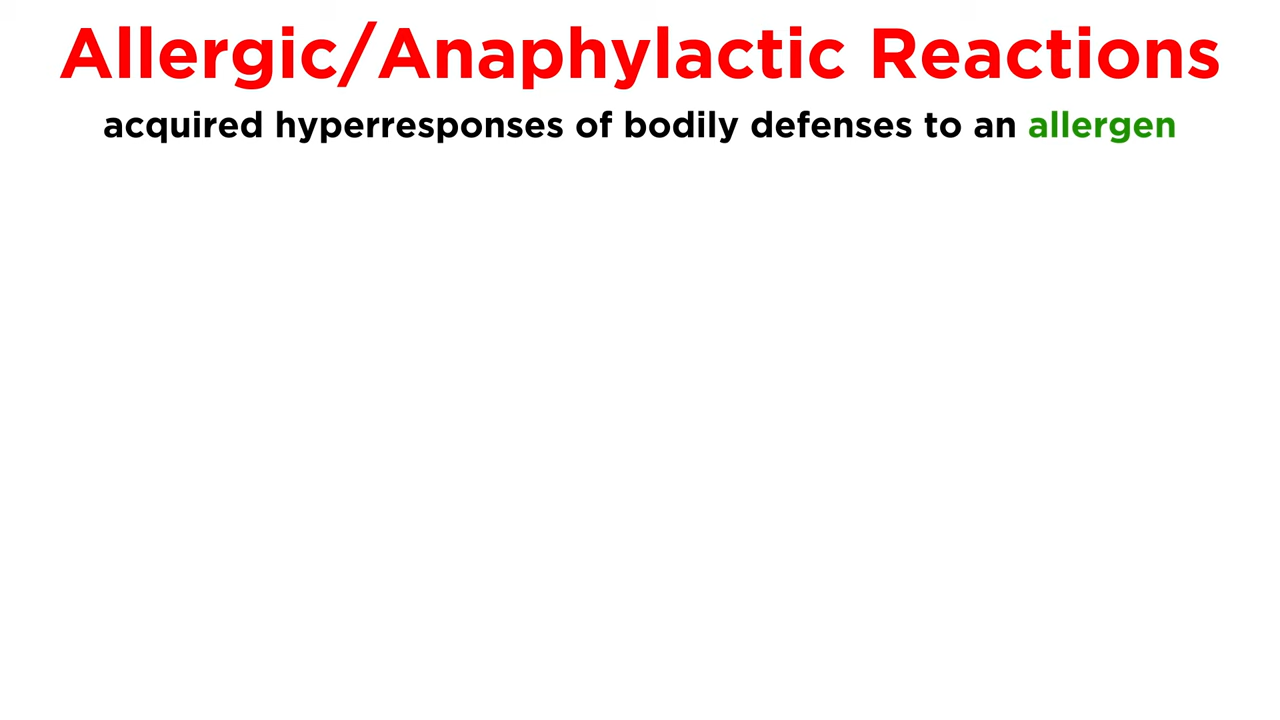 Allergic/Anaphylactic Reactions
acquired hyperresponses of bodily defenses to an allergen